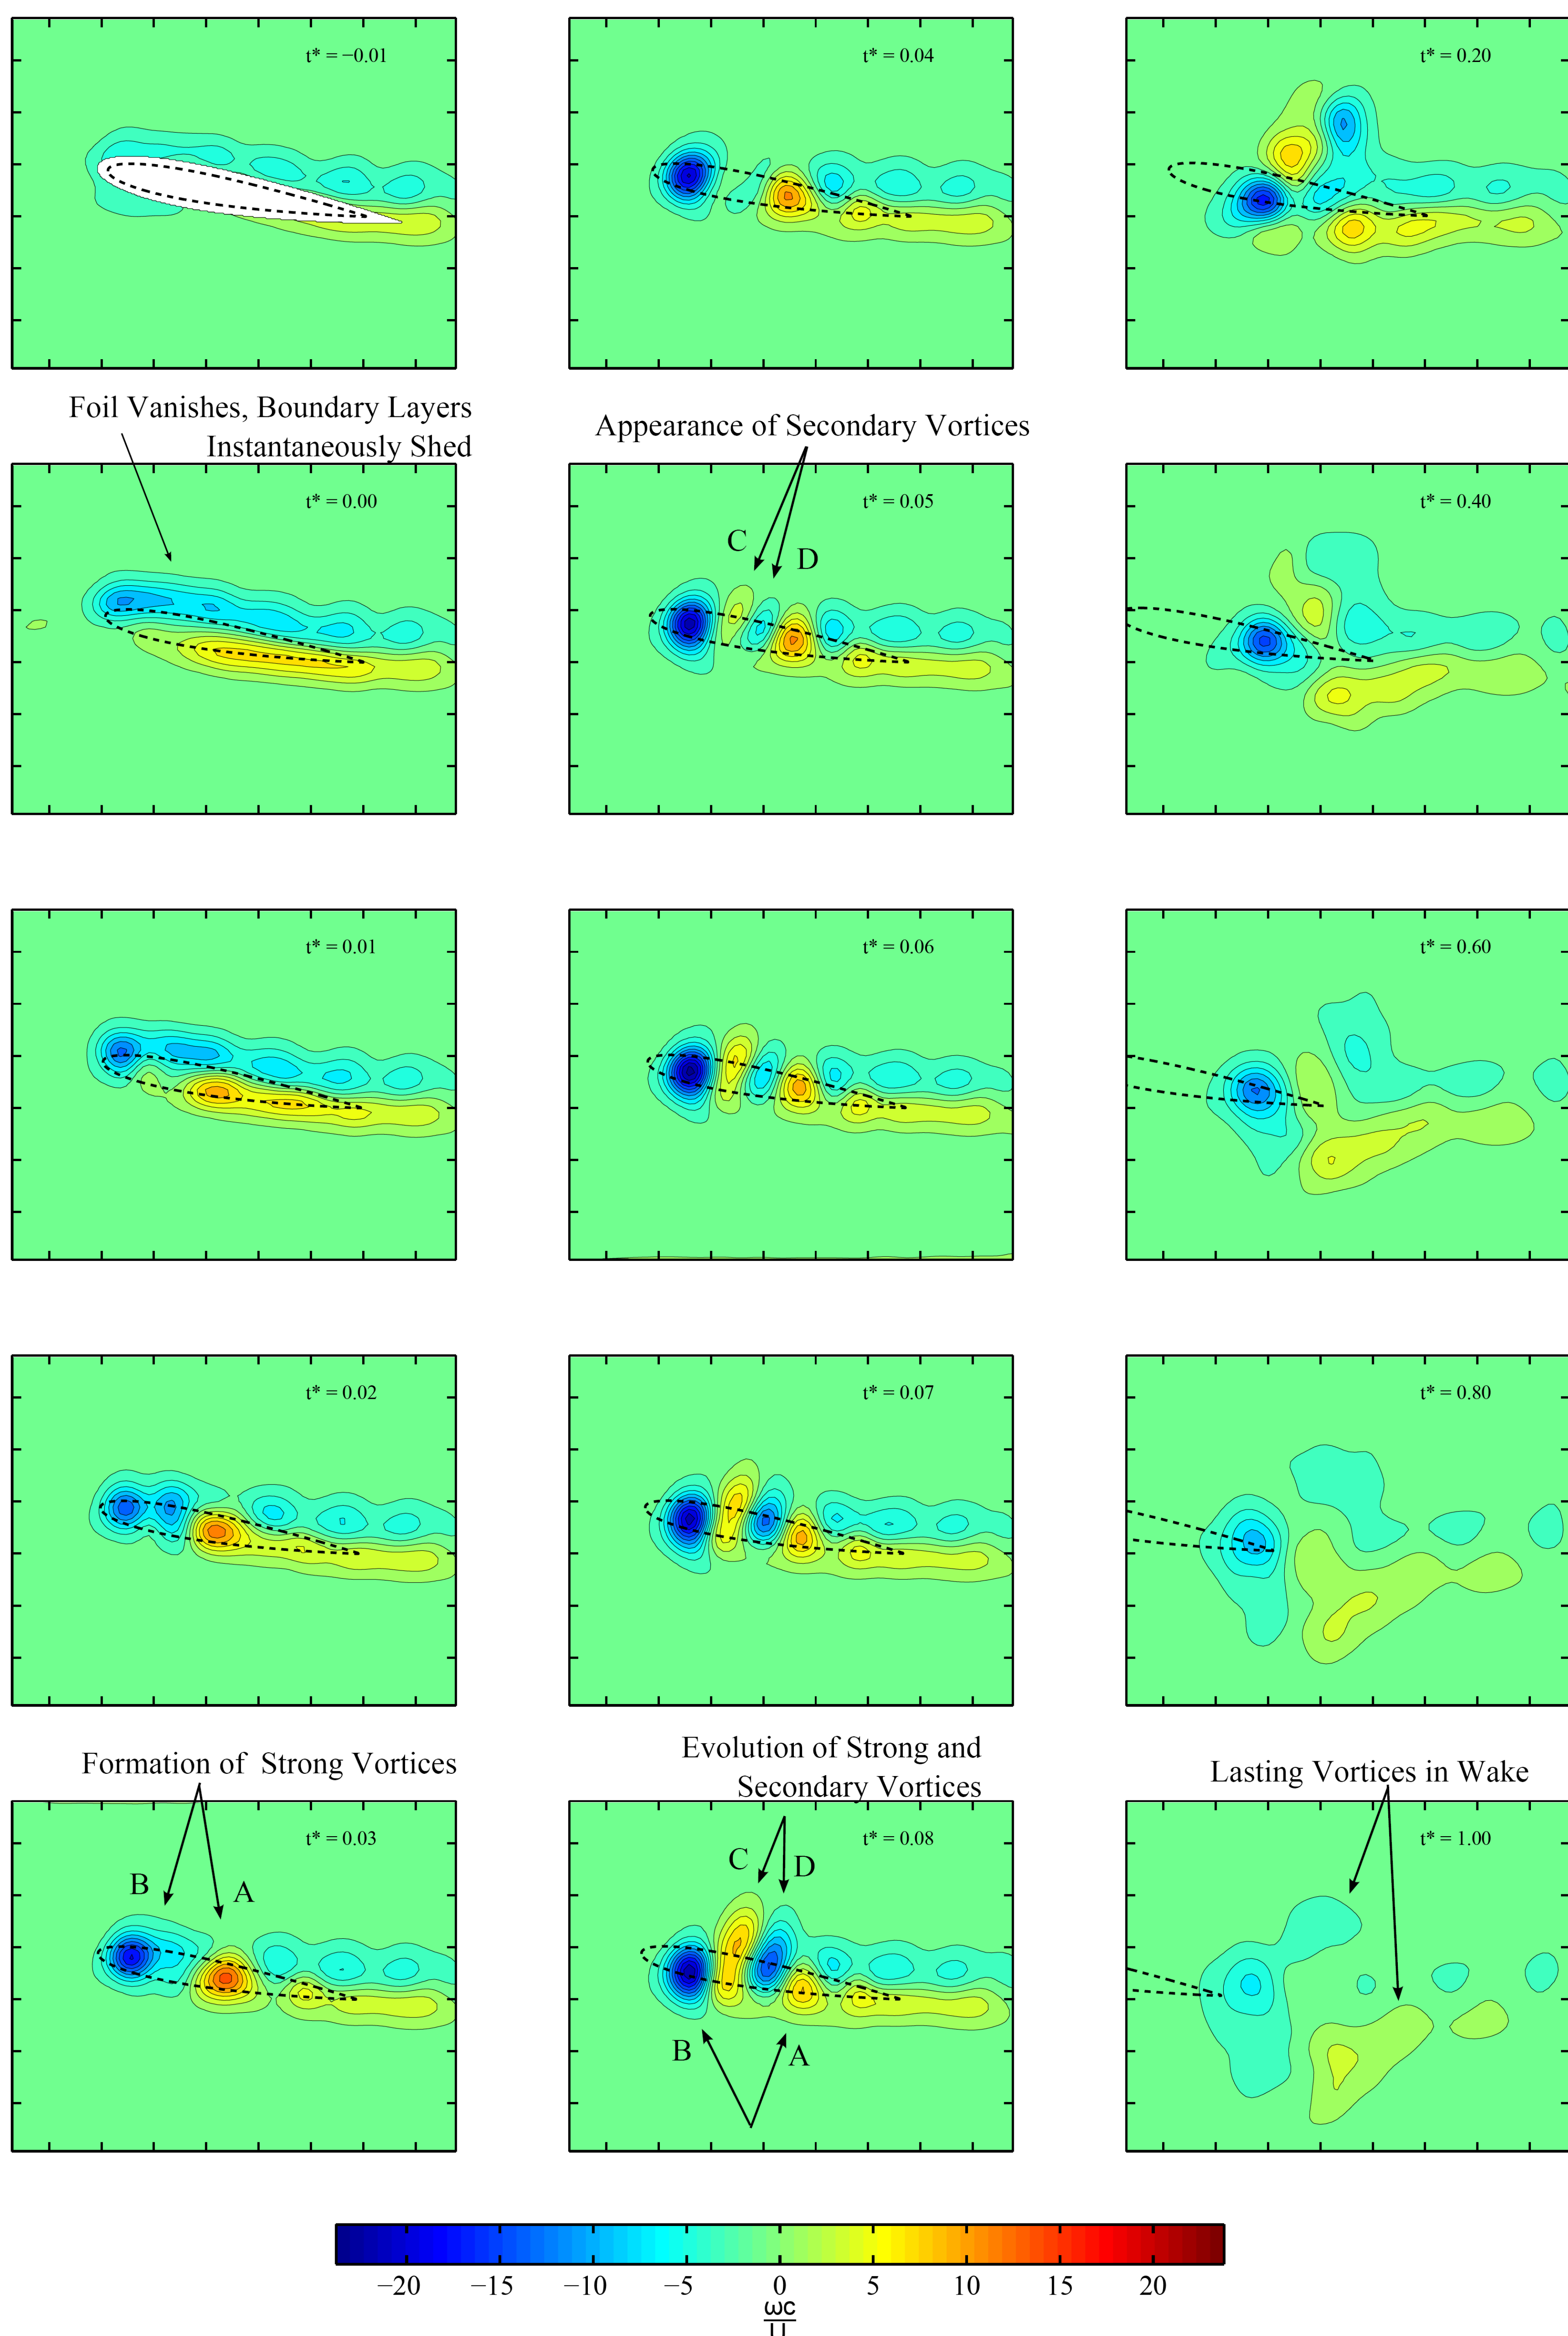 t* = −0.01
t* = 0.04
t* = 0.20
Foil Vanishes, Boundary Layers
Instantaneously Shed
Appearance of Secondary Vortices
t* = 0.00
t* = 0.05
C
D
t* = 0.40
t* = 0.01
t* = 0.06
t* = 0.60
t* = 0.02
t* = 0.07
t* = 0.80
Formation of Strong Vortices
Evolution of Strong and
Secondary Vortices
Lasting Vortices in Wake
t* = 0.03
B
A
t* = 0.08
C
D
B
A
t* = 1.00
−20 −15 −10 −5 0 5 10 15 20
ωc